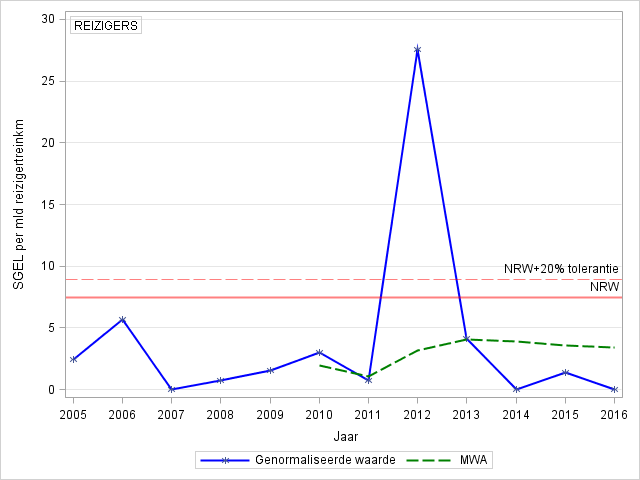 REIZIGERS
30
25
20
15
10
5
0
SGEL per mld reizigertreinkm
NRW+20% tolerantie
NRW
2005 2006 2007 2008 2009 2010 2011 2012 2013 2014 2015 2016
Jaar
Genormaliseerde waarde MWA